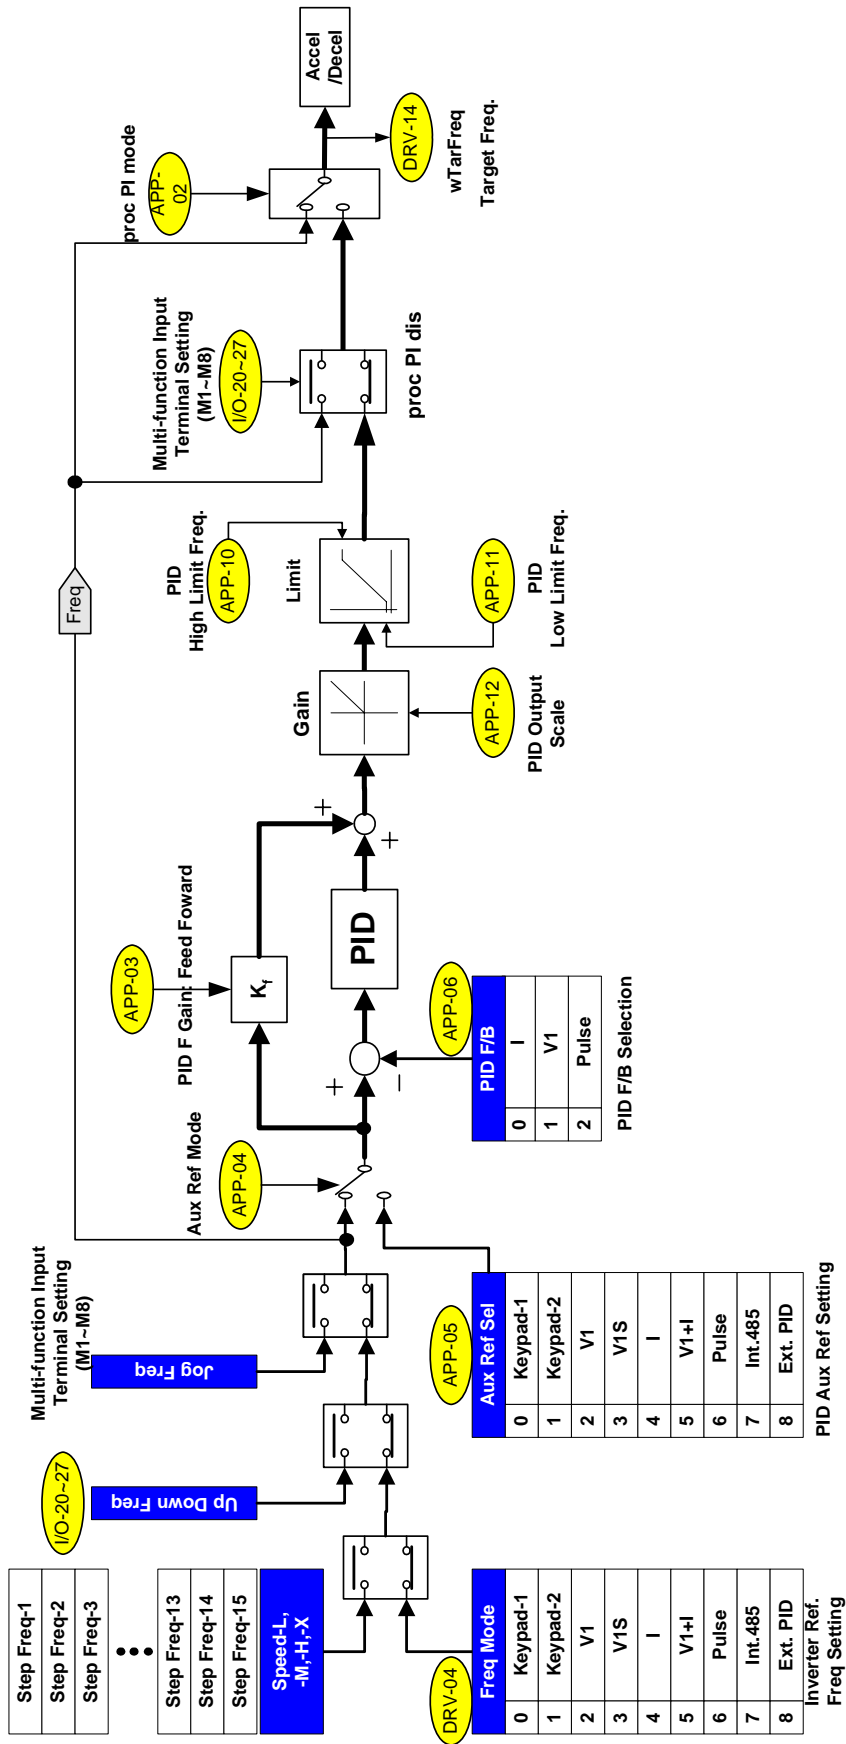 Step Freq-1
Step Freq-2
Step Freq-3
Step Freq-13
Step Freq-14
Step Freq-15
Speed-L,
-M,-H,-X
I/O-20~27
Up Down Freq
Multi-function Input
Terminal Setting
(M1~M8)
Jog Freq
DRV-04
Freq Mode
0 Keypad-1
1 Keypad-2
2 V1
3 V1S
4 I
5 V1+I
6 Pulse
7 Int.485
8 Ext. PID
Inverter Ref.
Freq Setting
APP-05
Aux Ref Sel
0 Keypad-1
1 Keypad-2
2 V1
3 V1S
4 I
5 V1+I
6 Pulse
7 Int.485
8 Ext. PID
PID Aux Ref Setting
Aux Ref Mode
APP-04
APP-03
PID F Gain: Feed Foward
Kf
+
−
PID
+
+
APP-06
PID F/B
0 I
1 V1
2 Pulse
PID F/B Selection
Freq
Gain
APP-12
PID Output
Scale
PID
High Limit Freq.
APP-10
Limit
APP-11
PID
Low Limit Freq.
Multi-function Input
Terminal Setting
(M1~M8)
I/O-20~27
proc PI dis
proc PI mode
APP-
02
Accel
/Decel
DRV-14
wTarFreq
Target Freq.